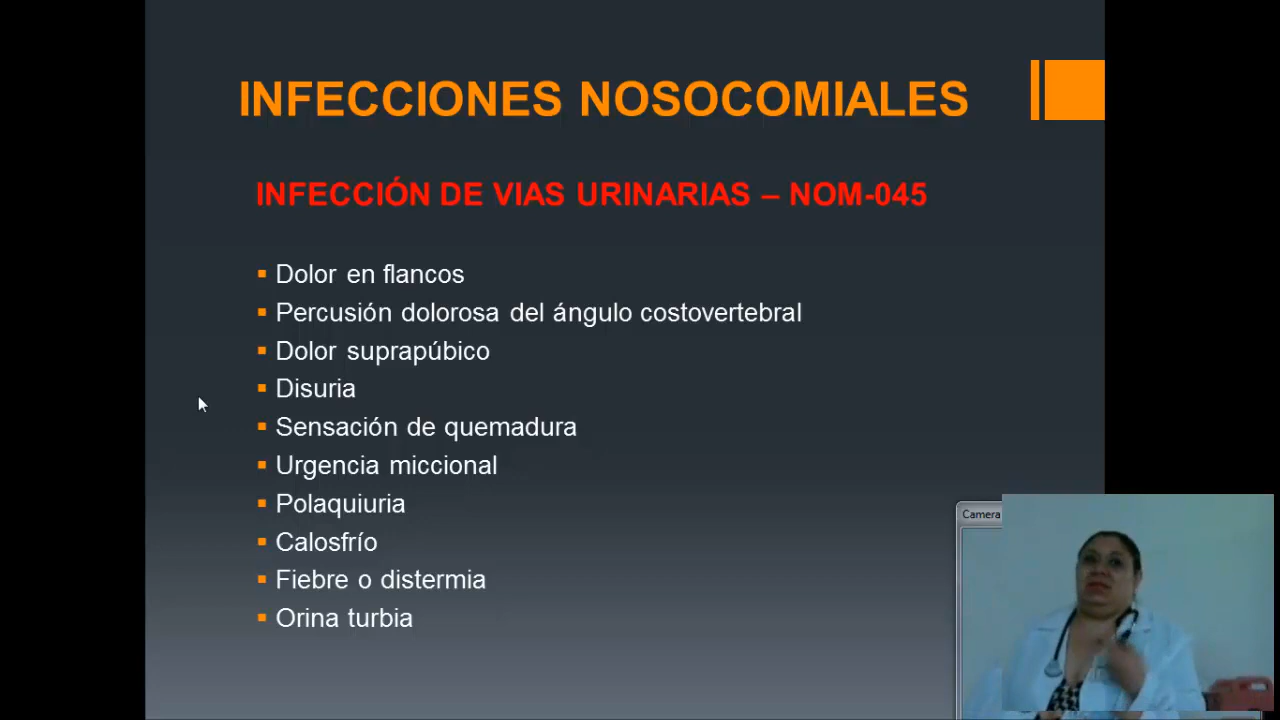 INFECCIONES NOSOCOMIALES
INFECCIÓN DE VIAS URINARIAS – NOM-045
Dolor en flancos
Percusión dolorosa del ángulo costovertebral
Dolor suprapúbico
Disuria
Sensación de quemadura
Urgencia miccional
Polaquiuria
Calosfrío
Fiebre o distermia
Orina turbia
Camera